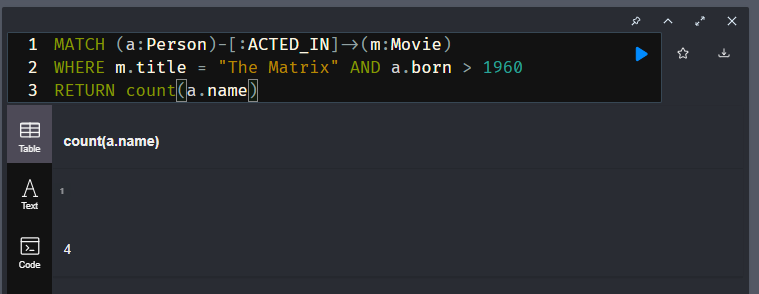 1 MATCH (a:Person)-[:ACTED_IN]→(m:Movie)
2 WHERE m.title = "The Matrix" AND a.born > 1960
3 RETURN count(a.name)
Table
count(a.name)
1
Text
4
Code